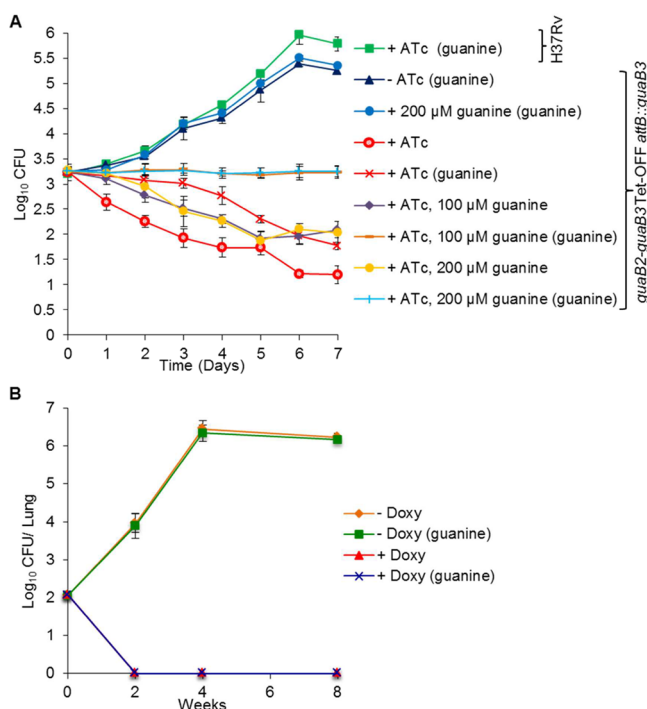 A
6
5.5
5
4.5
4
3.5
3
2.5
2
1.5
1
0.5
0
Log10 CFU
0 1 2 3 4 5 6 7
Time (Days)
+ ATc (guanine)
- ATc (guanine)
+ 200 µM guanine (guanine)
+ ATc
+ ATc (guanine)
+ ATc, 100 µM guanine
+ ATc, 100 µM guanine (guanine)
+ ATc, 200 µM guanine
+ ATc, 200 µM guanine (guanine)
H37Rv
guaB2-guaB3 Tet-OFF attB::guaB3
B
7
6
5
4
3
2
1
0
Log10 CFU/ Lung
0 2 4 6 8
Weeks
- Doxy
- Doxy (guanine)
+ Doxy
+ Doxy (guanine)